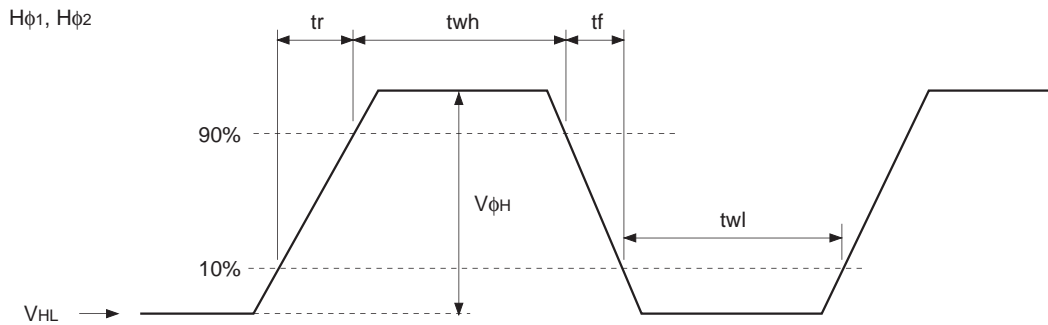 Hϕ1, Hϕ2
tr twh tf
90%
VϕH
twl
10%
VHL